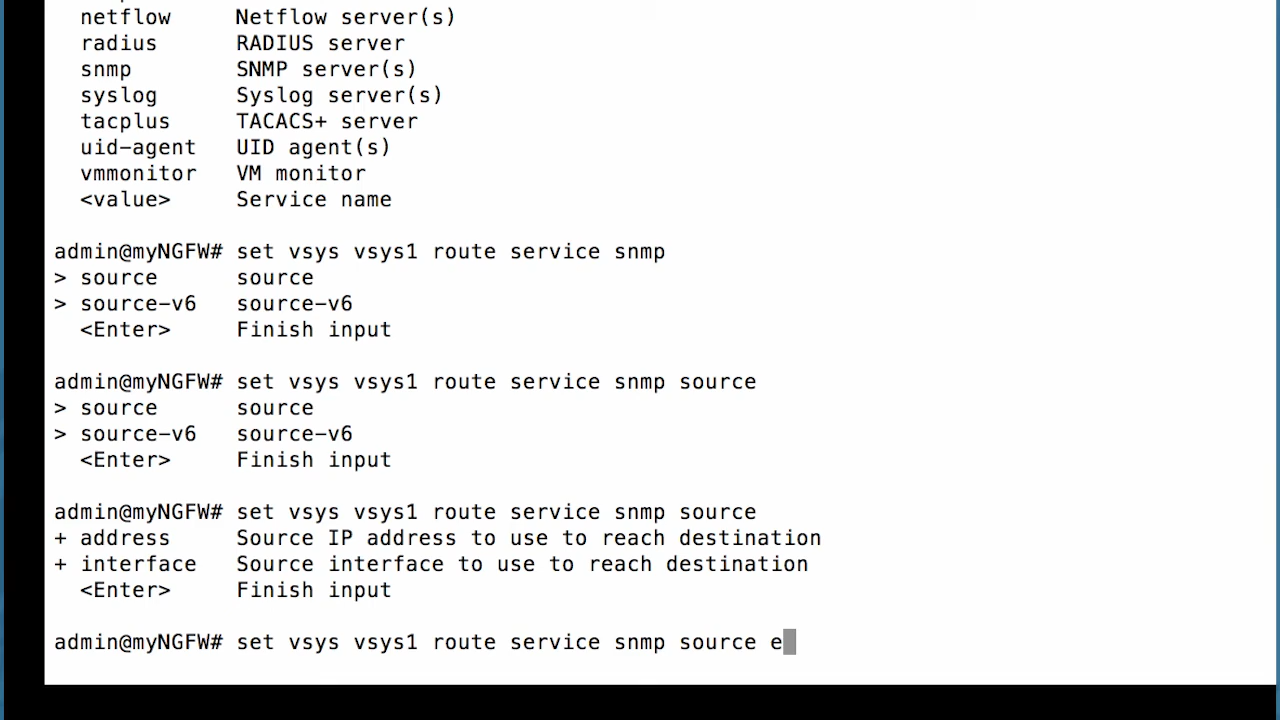 netflow Netflow server(s)
radius RADIUS server
snmp SNMP server(s)
syslog Syslog server(s)
tacplus TACACS+ server
uid-agent UID agent(s)
vmmonitor VM monitor
<value> Service name
admin@myNGFW# set vsys vsys1 route service snmp
> source source
> source-v6 source-v6
<Enter> Finish input
admin@myNGFW# set vsys vsys1 route service snmp source
> source source
> source-v6 source-v6
<Enter> Finish input
admin@myNGFW# set vsys vsys1 route service snmp source
+ address Source IP address to use to reach destination
+ interface Source interface to use to reach destination
<Enter> Finish input
admin@myNGFW# set vsys vsys1 route service snmp source e